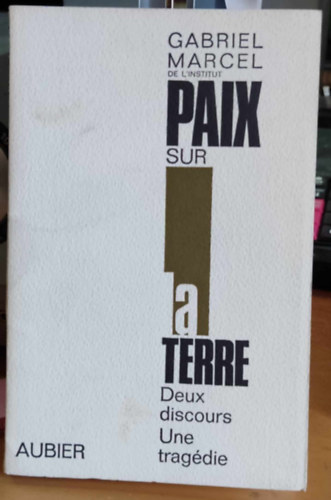 GABRIEL
MARCEL
DE L'INSTITUT
PAIX
SUR
la
TERRE
Deux
discours
Une
tragédie
AUBIER